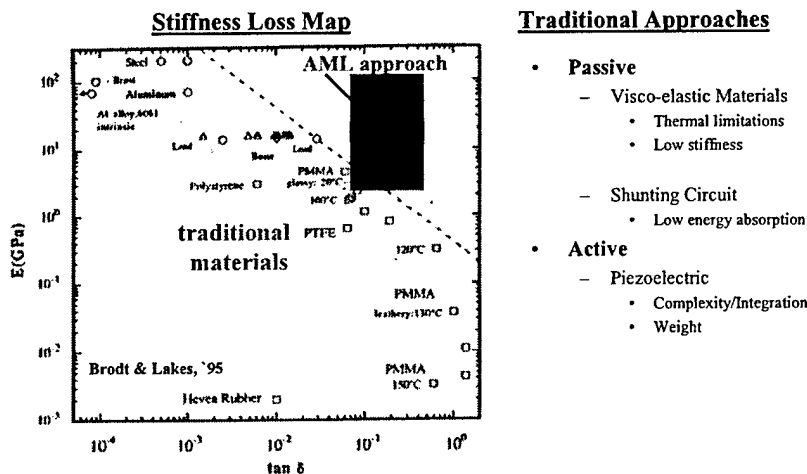 Stiffness Loss Map
AML approach
Steel
Brass
Aluminum
Al alloy, 6061
intrinsic
Lead
Bone
Lead
PMMA
glassy: 20°C
Polystyrene
100°C
traditional
materials
PTFE
120°C
PMMA
leathery:130°C
Brodt & Lakes, `95
PMMA
150°C
Hevea Rubber
E(GPa)
10²
10¹
10⁰
10⁻¹
10⁻²
10⁻³
10⁻⁴
10⁻³
10⁻²
10⁻¹
10⁰
tan δ
Traditional Approaches
• Passive
– Visco-elastic Materials
• Thermal limitations
• Low stiffness
– Shunting Circuit
• Low energy absorption
• Active
– Piezoelectric
• Complexity/Integration
• Weight